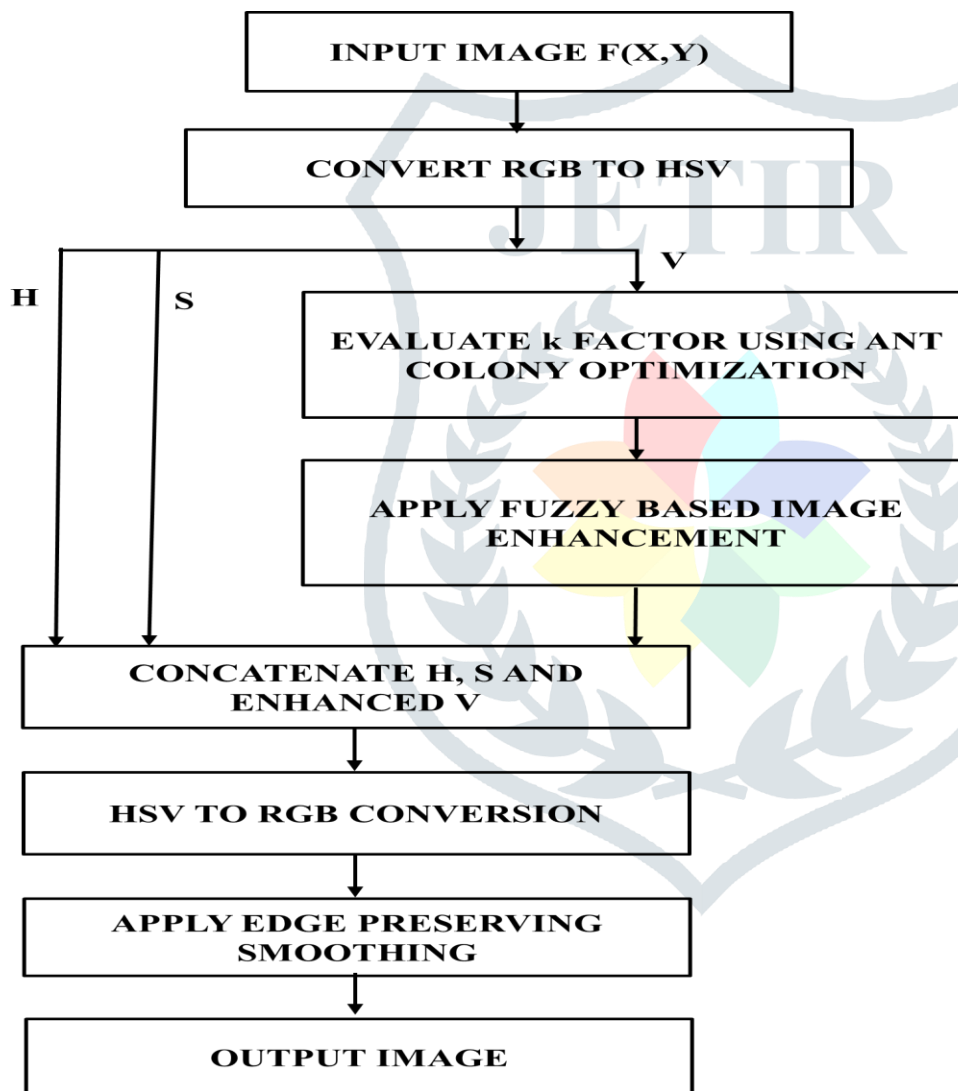 INPUT IMAGE F(X,Y)
CONVERT RGB TO HSV
JETIR
H
S
V
EVALUATE k FACTOR USING ANT
COLONY OPTIMIZATION
APPLY FUZZY BASED IMAGE
ENHANCEMENT
CONCATENATE H, S AND
ENHANCED V
HSV TO RGB CONVERSION
APPLY EDGE PRESERVING
SMOOTHING
OUTPUT IMAGE